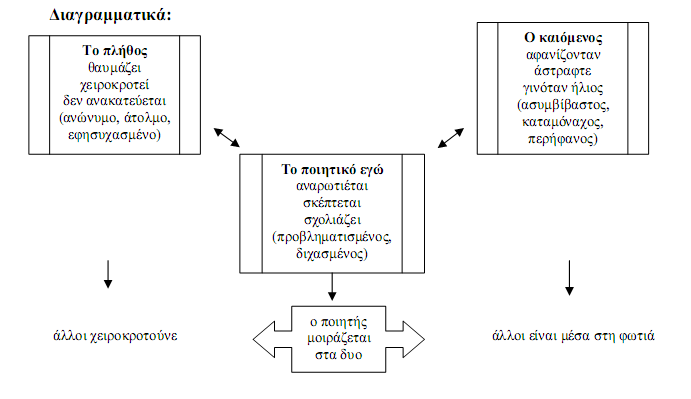 Διαγραμματικά:
Το πλήθος
θαυμάζει
χειροκροτεί
δεν ανακατεύεται
(ανώνυμο, άτολμο,
εφησυχασμένο)
Ο καιόμενος
αφανίζονταν
άστραφτε
γινόταν ήλιος
(ασυμβίβαστος,
καταμόναχος,
περήφανος)
Το ποιητικό εγώ
αναρωτιέται
σκέπτεται
σχολιάζει
(προβληματισμένος,
διχασμένος)
άλλοι χειροκροτούνε
ο ποιητής
μοιράζεται
στα δυο
άλλοι είναι μέσα στη φωτιά